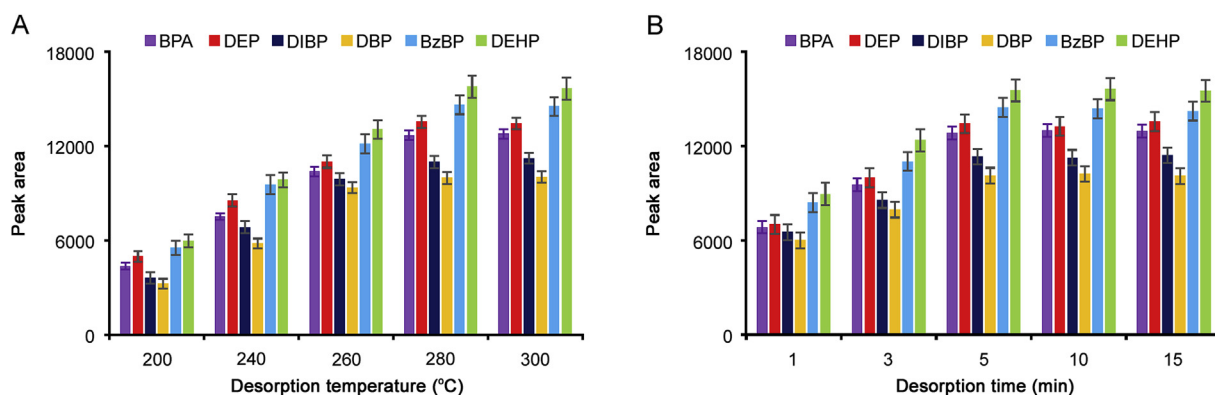 A
BPA DEP DIBP DBP BzBP DEHP
18000
12000
6000
0
Peak area
200 240 260 280 300
Desorption temperature (ºC)
B
BPA DEP DIBP DBP BzBP DEHP
18000
12000
6000
0
Peak area
1 3 5 10 15
Desorption time (min)